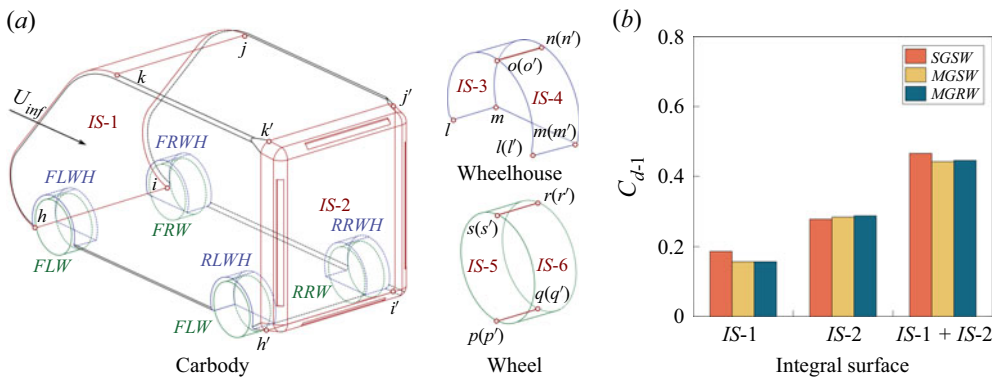 (a)
j
k
U_inf
IS-1
FLWH
FRWH
i
h
FRW
FLW
j'
k'
IS-2
RRWH
RLWH
RRW
FLW
i'
h'
Carbody
n(n')
o(o')
IS-3
IS-4
l
m
m(m')
l(l')
Wheelhouse
r(r')
s(s')
IS-5
IS-6
q(q')
p(p')
Wheel
(b)
0.8
0.6
0.4
0.2
0
C_{d-1}
SGSW
MGSW
MGRW
IS-1
IS-2
IS-1 + IS-2
Integral surface